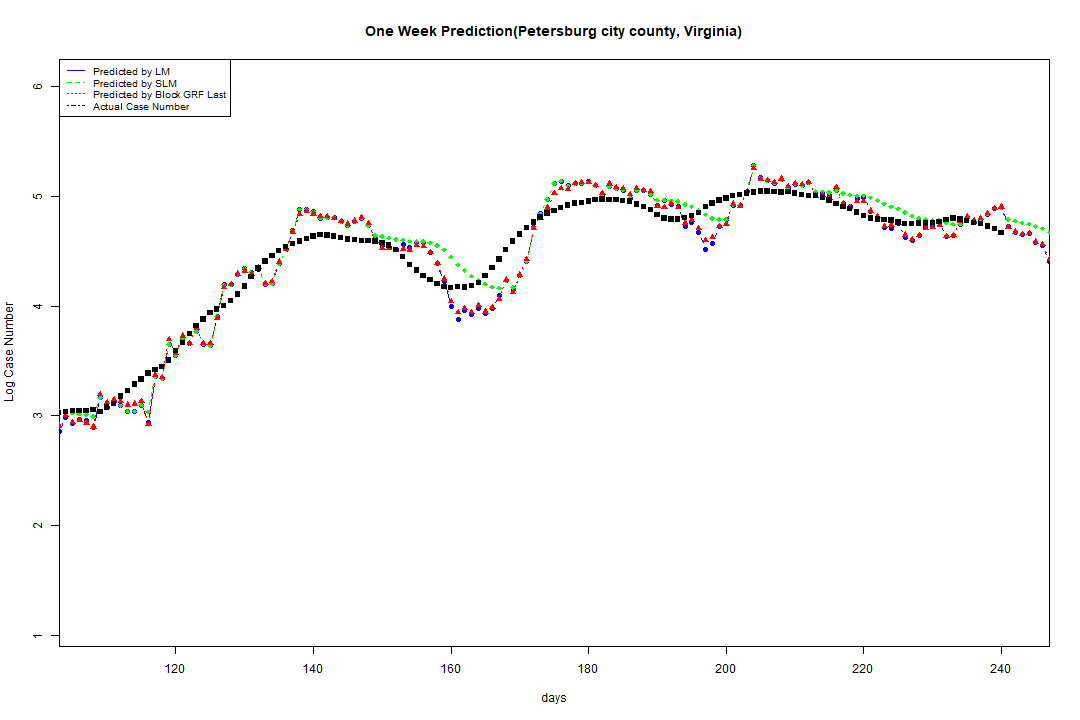 One Week Prediction(Petersburg city county, Virginia)
Predicted by LM
Predicted by SLM
Predicted by Block GRF Last
Actual Case Number
6
5
4
3
2
1
Log Case Number
120 140 160 180 200 220 240
days